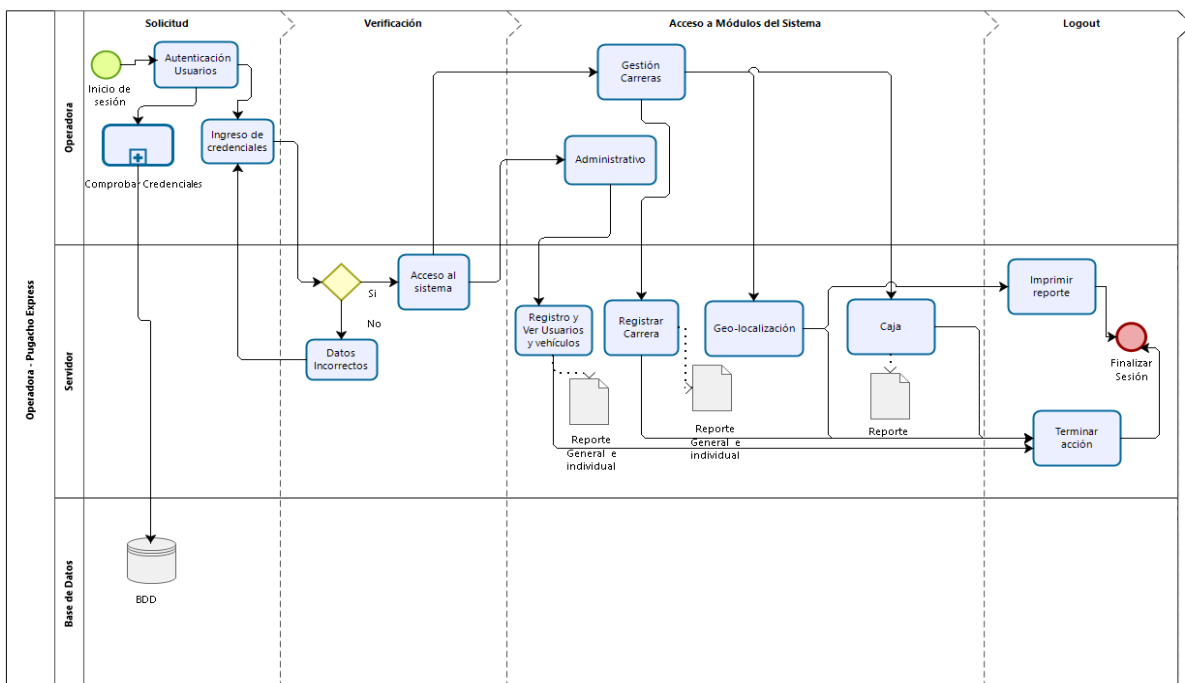 Solicitud
Verificación
Acceso a Módulos del Sistema
Logout
Operadora - Pugacho Express
Operadora
Inicio de
sesión
Autenticación
Usuarios
Comprobar Credenciales
Ingreso de
credenciales
Gestión
Carreras
Administrativo
Servidor
Si
No
Acceso al
sistema
Datos
Incorrectos
Registro y
Ver Usuarios
y vehículos
Registrar
Carrera
Geo-localización
Caja
Imprimir
reporte
Finalizar
Sesión
Reporte
General e
individual
Reporte
General e
individual
Reporte
Terminar
acción
Base de Datos
BDD